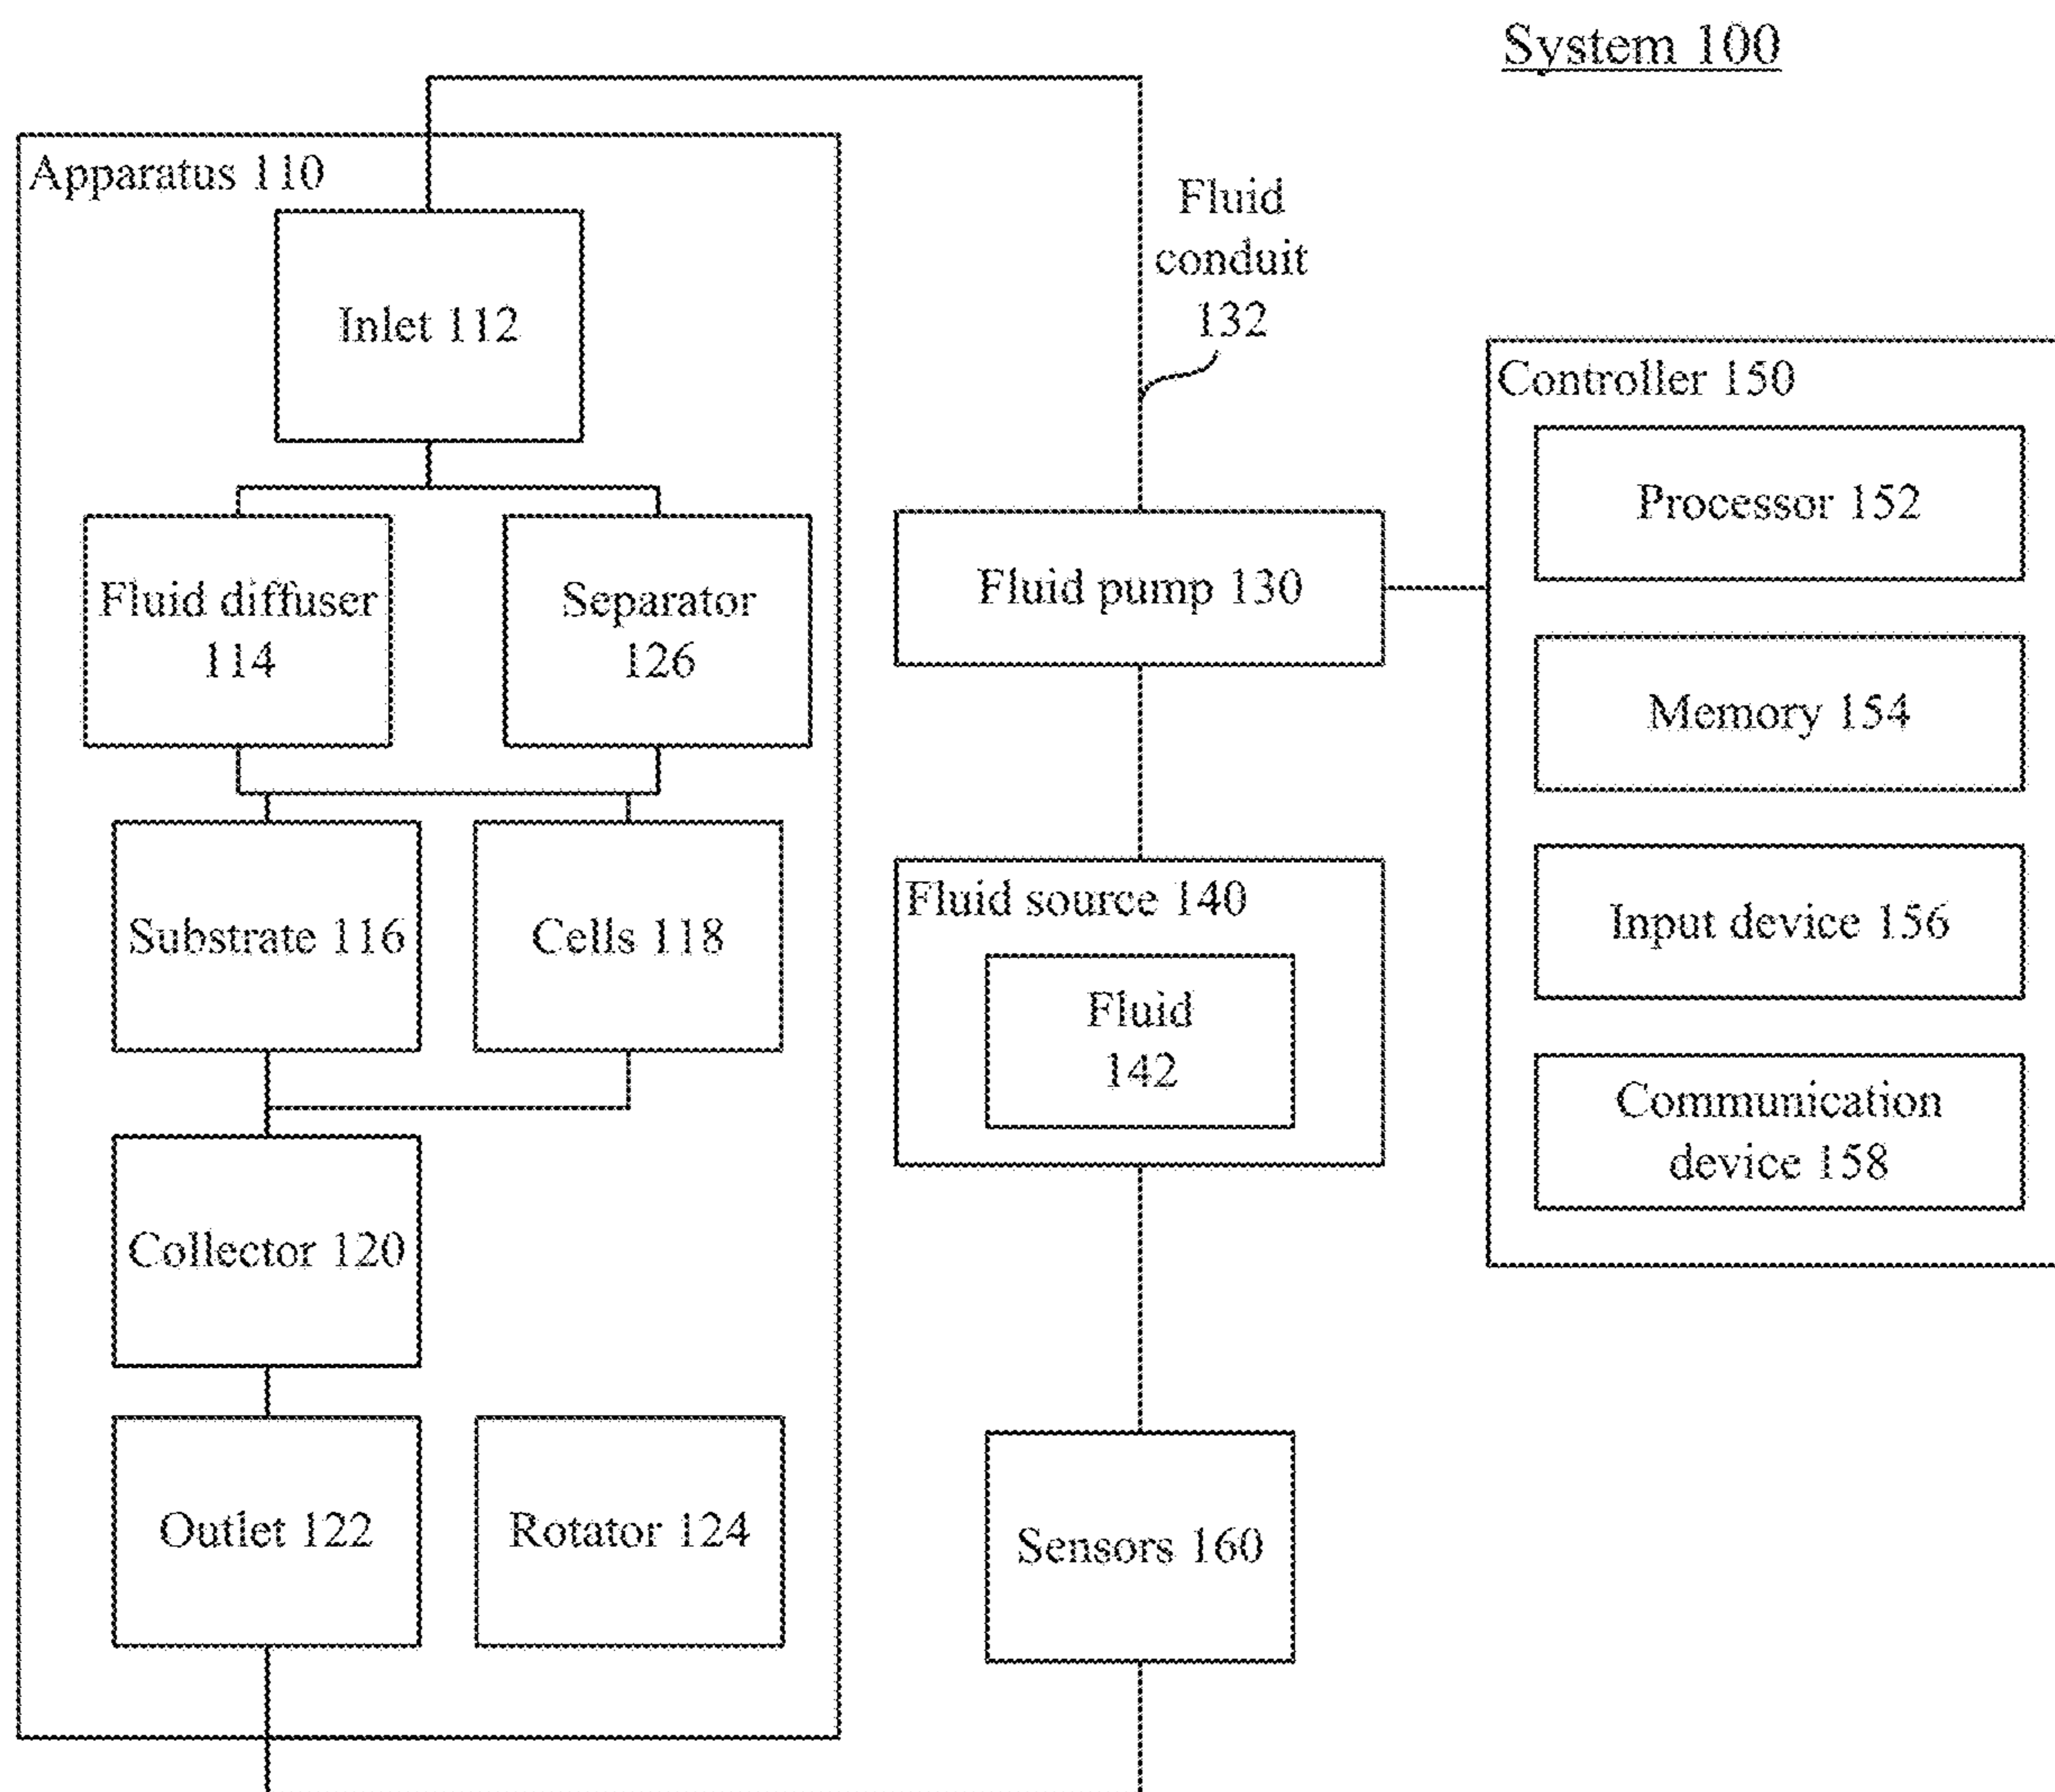 System 100
Apparatus 110
Inlet 112
Fluid diffuser
114
Separator
126
Substrate 116
Cells 118
Collector 120
Outlet 122
Rotator 124
Fluid
conduit
132
Fluid pump 130
Fluid source 140
Fluid
142
Sensors 160
Controller 150
Processor 152
Memory 154
Input device 156
Communication
device 158